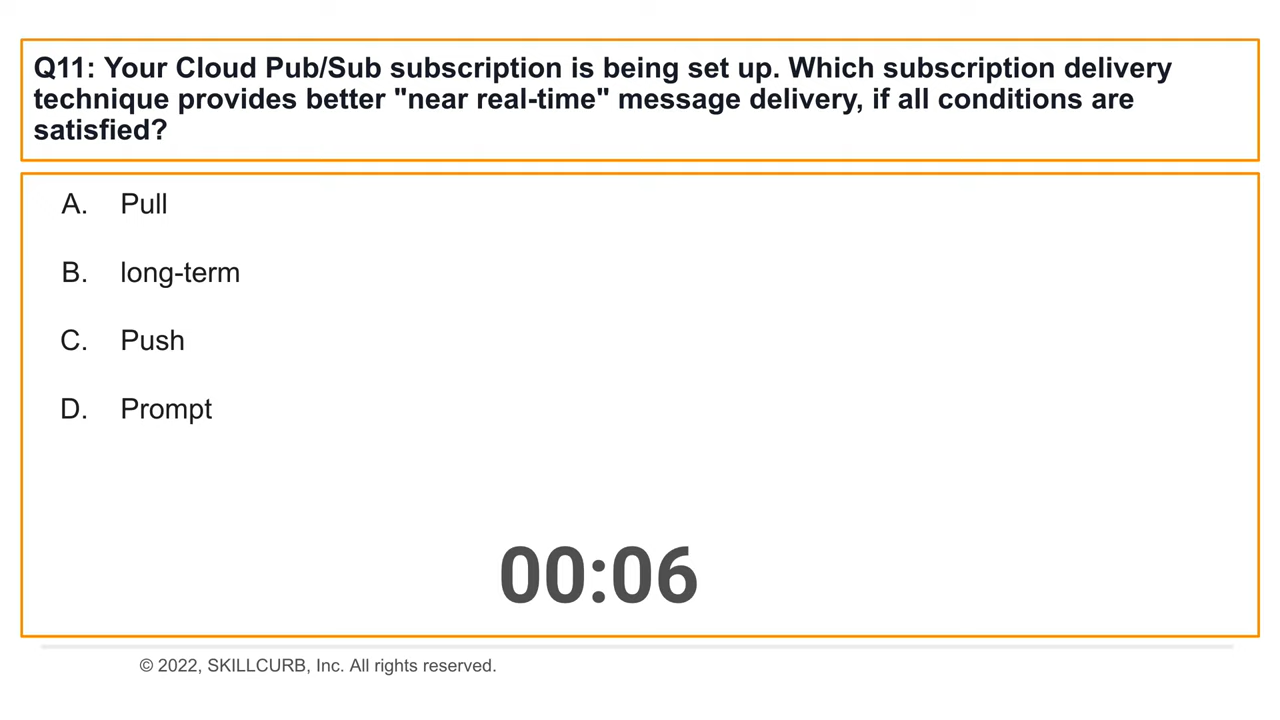 Q11: Your Cloud Pub/Sub subscription is being set up. Which subscription delivery
technique provides better "near real-time" message delivery, if all conditions are
satisfied?
A. Pull
B. long-term
C. Push
D. Prompt
00:06
© 2022, SKILLCURB, Inc. All rights reserved.